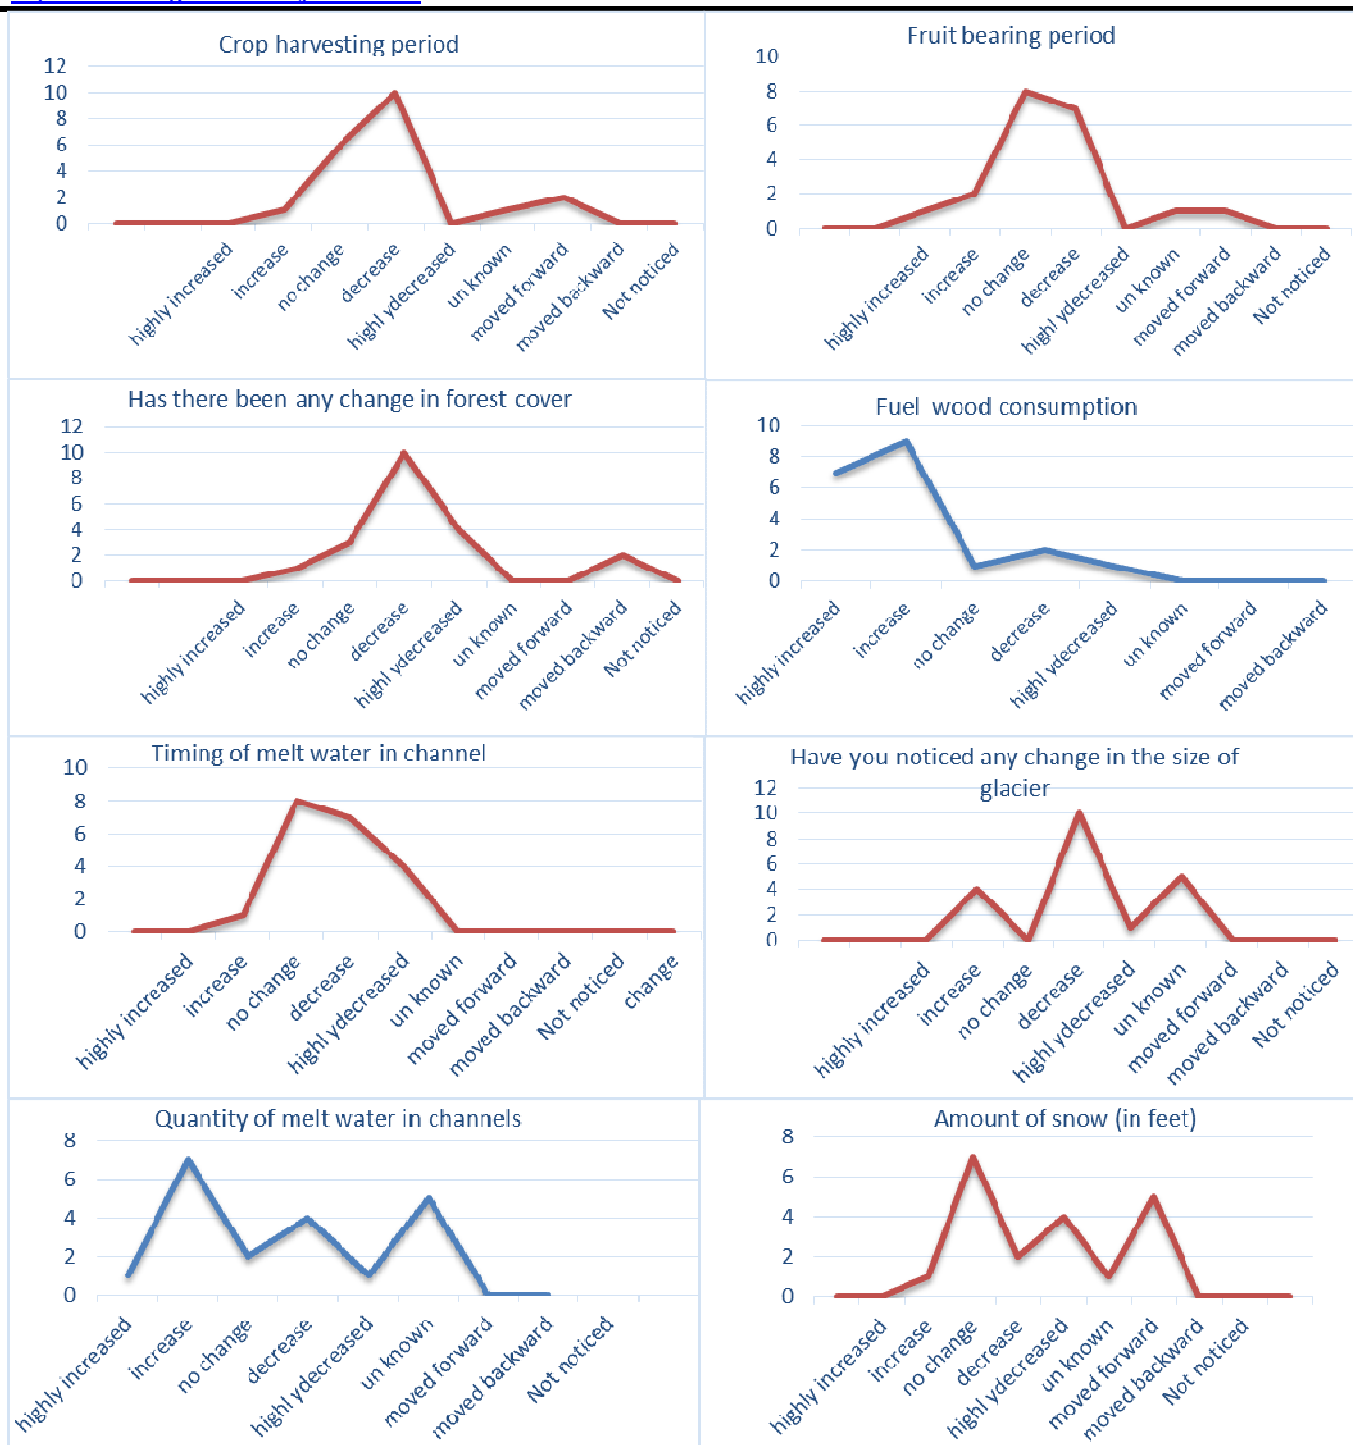 Crop harvesting period
12
10
8
6
4
2
0
highly increased
increase
no change
decrease
highl ydecreased
un known
moved forward
moved backward
Not noticed
Fruit bearing period
10
8
6
4
2
0
highly increased
increase
no change
decrease
highl ydecreased
un known
moved forward
moved backward
Not noticed
Has there been any change in forest cover
12
10
8
6
4
2
0
highly increased
increase
no change
decrease
highl ydecreased
un known
moved forward
moved backward
Not noticed
Fuel wood consumption
10
8
6
4
2
0
highly increased
increase
no change
decrease
highl ydecreased
un known
moved forward
moved backward
Timing of melt water in channel
10
8
6
4
2
0
highly increased
increase
no change
decrease
highl ydecreased
un known
moved forward
moved backward
Not noticed
change
Have you noticed any change in the size of
glacier
12
10
8
6
4
2
0
highly increased
increase
no change
decrease
highl ydecreased
un known
moved forward
moved backward
Not noticed
Quantity of melt water in channels
8
6
4
2
0
highly increased
increase
no change
decrease
highl ydecreased
un known
moved forward
moved backward
Not noticed
Amount of snow (in feet)
8
6
4
2
0
highly increased
increase
no change
decrease
highl ydecreased
un known
moved forward
moved backward
Not noticed